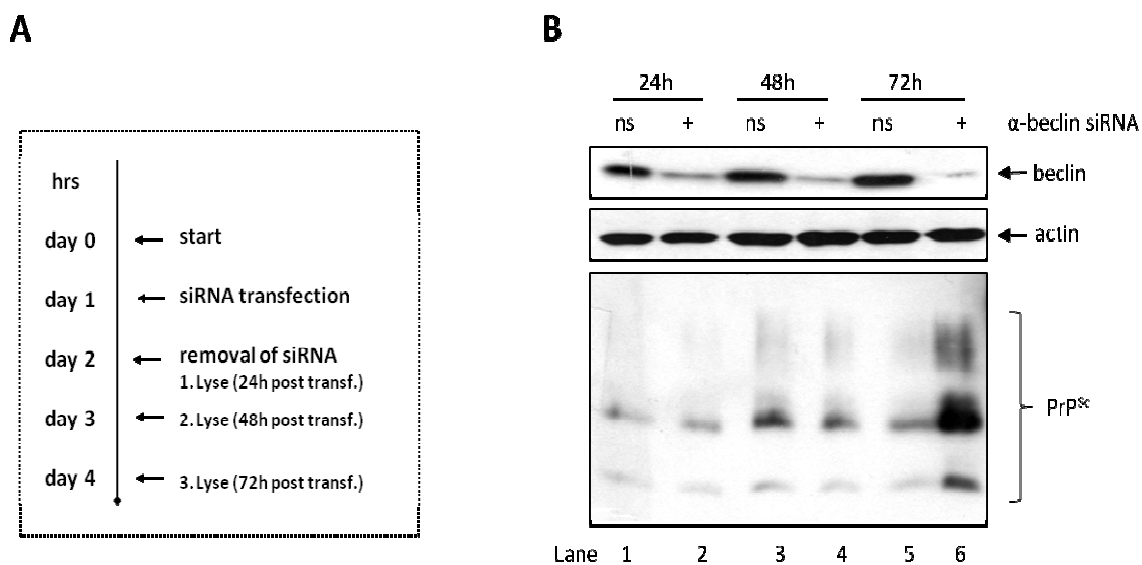 A
hrs
day 0 start
day 1 siRNA transfection
day 2 removal of siRNA
1. Lyse (24h post transf.)
day 3 2. Lyse (48h post transf.)
day 4 3. Lyse (72h post transf.)
B
24h 48h 72h
ns + ns + ns + α-beclin siRNA
beclin
actin
PrPSc
Lane 1 2 3 4 5 6